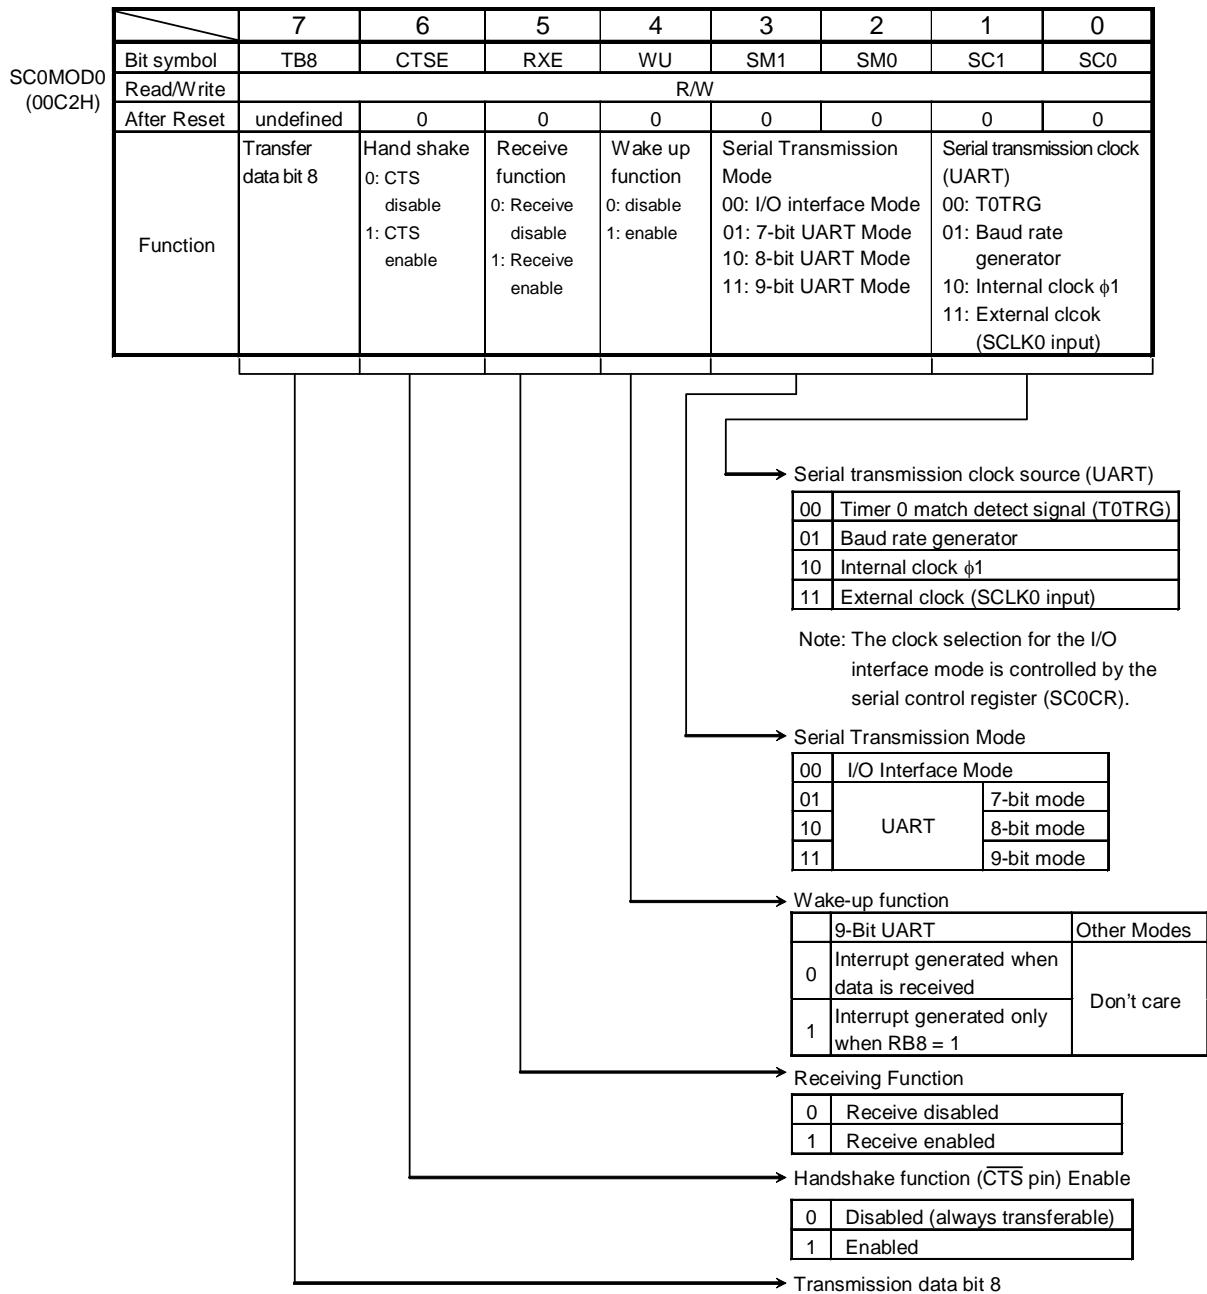 7 6 5 4 3 2 1 0
SC0MOD0
(00C2H)
Bit symbol TB8 CTSE RXE WU SM1 SM0 SC1 SC0
Read/Write R/W
After Reset undefined 0 0 0 0 0 0 0
Function
Transfer
data bit 8
Hand shake
0: CTS
disable
1: CTS
enable
Receive
function
0: Receive
disable
1: Receive
enable
Wake up
function
0: disable
1: enable
Serial Transmission
Mode
00: I/O interface Mode
01: 7-bit UART Mode
10: 8-bit UART Mode
11: 9-bit UART Mode
Serial transmission clock
(UART)
00: T0TRG
01: Baud rate
generator
10: Internal clock ϕ1
11: External clcok
(SCLK0 input)
Serial transmission clock source (UART)
00 Timer 0 match detect signal (T0TRG)
01 Baud rate generator
10 Internal clock ϕ1
11 External clock (SCLK0 input)
Note: The clock selection for the I/O
interface mode is controlled by the
serial control register (SC0CR).
Serial Transmission Mode
00 I/O Interface Mode
01 7-bit mode
10 UART 8-bit mode
11 9-bit mode
Wake-up function
9-Bit UART Other Modes
0 Interrupt generated when
data is received
Don't care
1 Interrupt generated only
when RB8 = 1
Receiving Function
0 Receive disabled
1 Receive enabled
Handshake function (C̅T̅S̅ pin) Enable
0 Disabled (always transferable)
1 Enabled
Transmission data bit 8